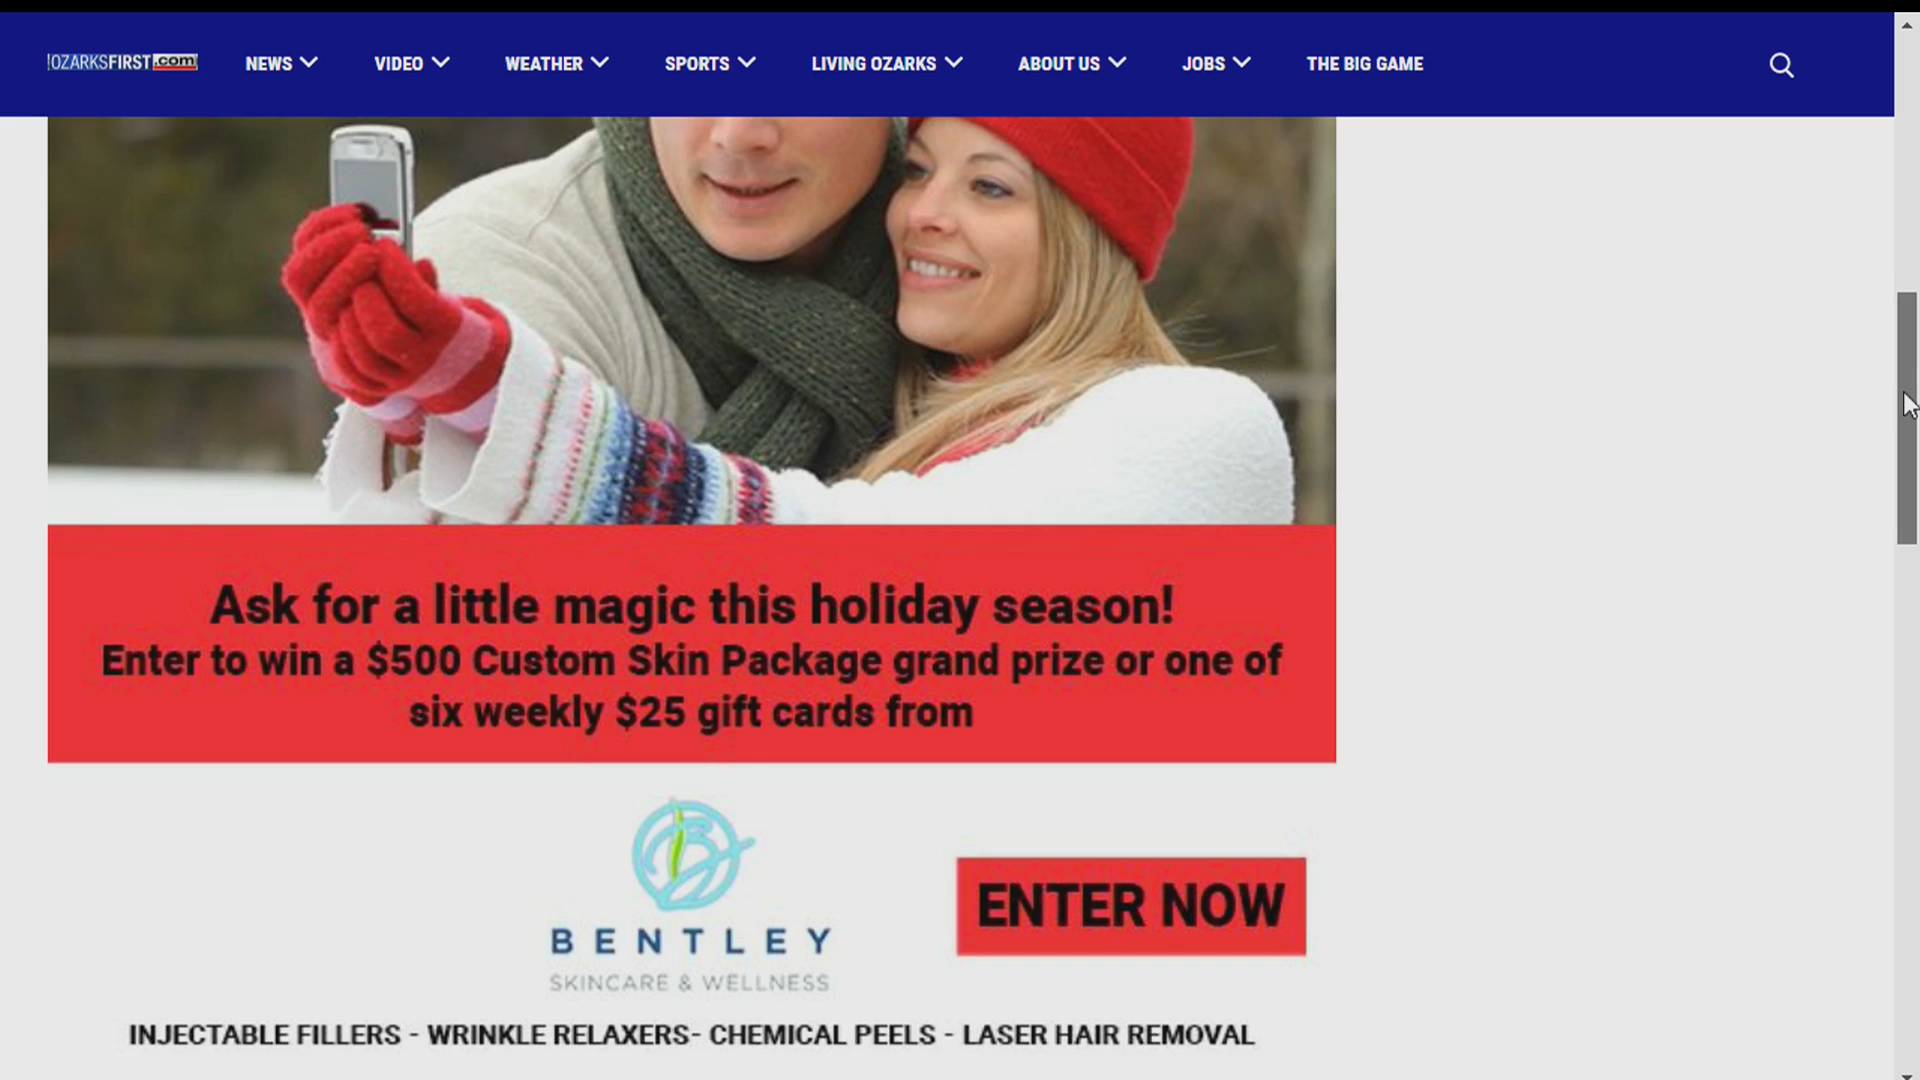 OZARKSFIRST.com NEWS VIDEO WEATHER SPORTS LIVING OZARKS ABOUT US JOBS THE BIG GAME
Ask for a little magic this holiday season!
Enter to win a $500 Custom Skin Package grand prize or one of
six weekly $25 gift cards from
BENTLEY
SKINCARE & WELLNESS
ENTER NOW
INJECTABLE FILLERS - WRINKLE RELAXERS- CHEMICAL PEELS - LASER HAIR REMOVAL